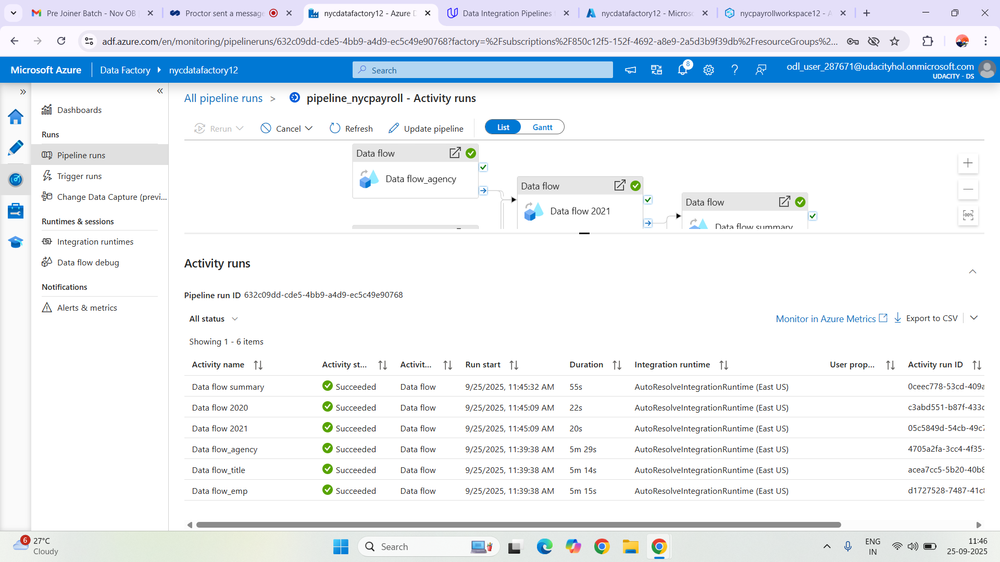 Pre Joiner Batch - Nov OB
Proctor sent a message
nycdatafactory12 - Azure D
Data Integration Pipelines f
nycdatafactory12 - Microso
nycpayrollworkspace12 - A
adf.azure.com/en/monitoring/pipelineruns/632c09dd-cde5-4bb9-a4d9-ec5c49e90768?factory=%2Fsubscriptions%2F850c12f5-152f-4692-a8e9-2a5d3b9f39db%2FresourceGroups%2...
Microsoft Azure
Data Factory
nycdatafactory12
Search
8
odl_user_287671@udacityhol.onmicrosoft.com
UDACITY - DS
Dashboards
Runs
Pipeline runs
Trigger runs
Change Data Capture (previ...
Runtimes & sessions
Integration runtimes
Data flow debug
Notifications
Alerts & metrics
All pipeline runs > pipeline_nycpayroll - Activity runs
Rerun
Cancel
Refresh
Update pipeline
List
Gantt
Data flow
Data flow_agency
Data flow
Data flow 2021
Data flow
Data flow summary
100%
Activity runs
Pipeline run ID 632c09dd-cde5-4bb9-a4d9-ec5c49e90768
All status
Monitor in Azure Metrics
Export to CSV
Showing 1 - 6 items
Activity name Activity st... Activit... Run start Duration Integration runtime User prop... Activity run ID
Data flow summary Succeeded Data flow 9/25/2025, 11:45:32 AM 55s AutoResolveIntegrationRuntime (East US) 0ceec778-53cd-409a
Data flow 2020 Succeeded Data flow 9/25/2025, 11:45:09 AM 22s AutoResolveIntegrationRuntime (East US) c3abd551-b87f-433c
Data flow 2021 Succeeded Data flow 9/25/2025, 11:45:09 AM 20s AutoResolveIntegrationRuntime (East US) 05c5849d-54cb-49c7
Data flow_agency Succeeded Data flow 9/25/2025, 11:39:38 AM 5m 29s AutoResolveIntegrationRuntime (East US) 4705a2fa-3cc4-4f35-
Data flow_title Succeeded Data flow 9/25/2025, 11:39:38 AM 5m 14s AutoResolveIntegrationRuntime (East US) acea7cc5-5b20-40b8
Data flow_emp Succeeded Data flow 9/25/2025, 11:39:38 AM 5m 15s AutoResolveIntegrationRuntime (East US) d1727528-7487-41c8
6
27°C
Cloudy
Search
ENG
IN
11:46
25-09-2025